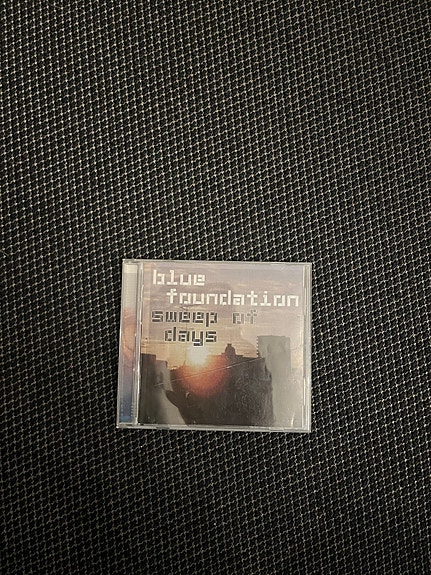 blue
foundation
sweep of
days